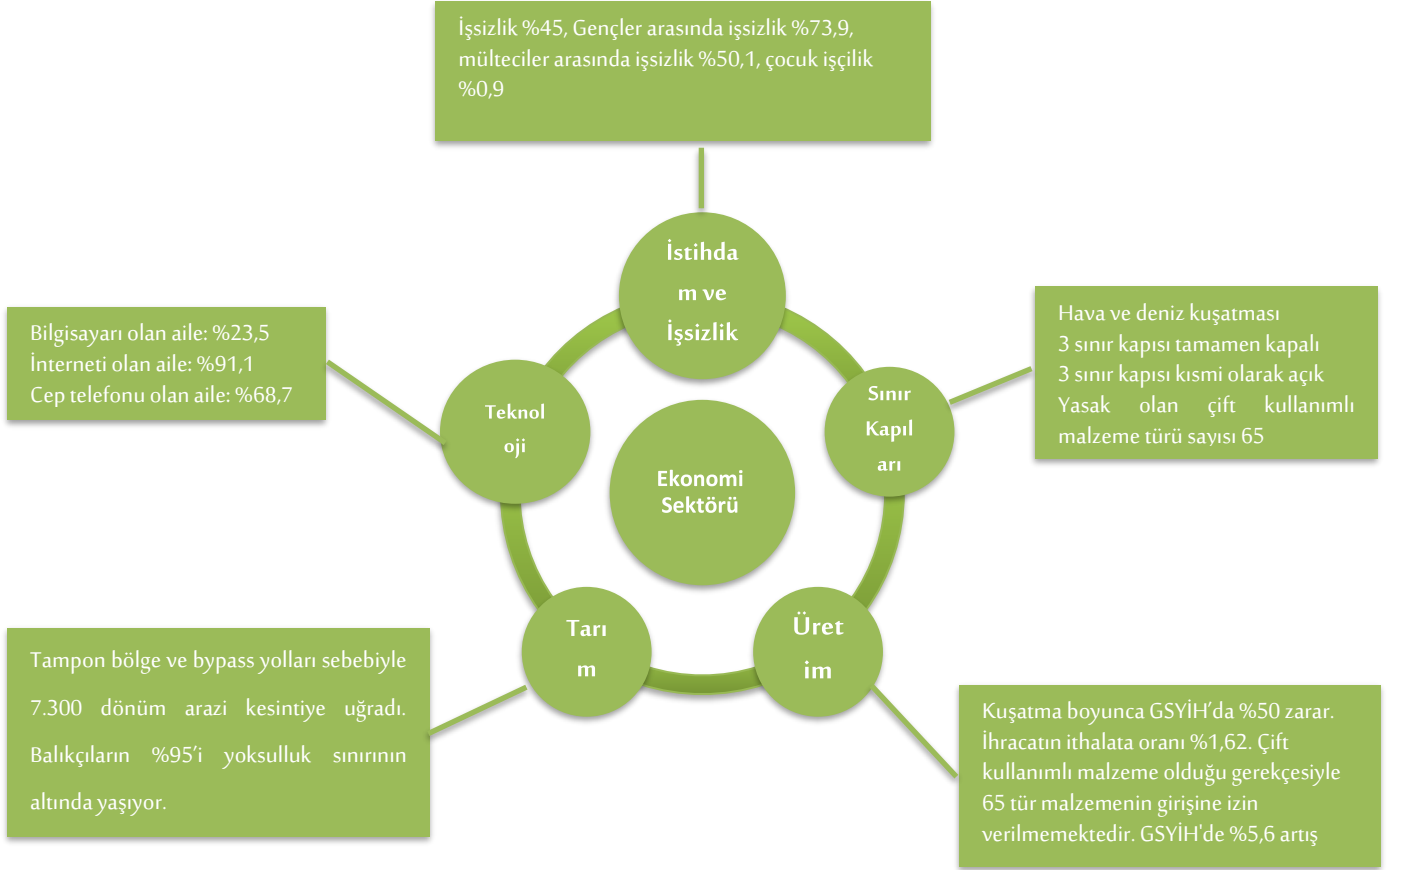 İşsizlik %45, Gençler arasında işsizlik %73,9,
mülteciler arasında işsizlik %50,1, çocuk işçilik
%0,9
İstihda
m ve
İşsizlik
Bilgisayarı olan aile: %23,5
İnterneti olan aile: %91,1
Cep telefonu olan aile: %68,7
Hava ve deniz kuşatması
3 sınır kapısı tamamen kapalı
3 sınır kapısı kısmi olarak açık
Yasak olan çift kullanımlı
malzeme türü sayısı 65
Teknol
oji
Sınır
Kapıl
arı
Ekonomi
Sektörü
Tarı
m
Üret
im
Tampon bölge ve bypass yolları sebebiyle
7.300 dönüm arazi kesintiye uğradı.
Balıkçıların %95’i yoksulluk sınırının
altında yaşıyor.
Kuşatma boyunca GSYİH’da %50 zarar.
İhracatın ithalata oranı %1,62. Çift
kullanımlı malzeme olduğu gerekçesiyle
65 tür malzemenin girişine izin
verilmemektedir. GSYİH'de %5,6 artış